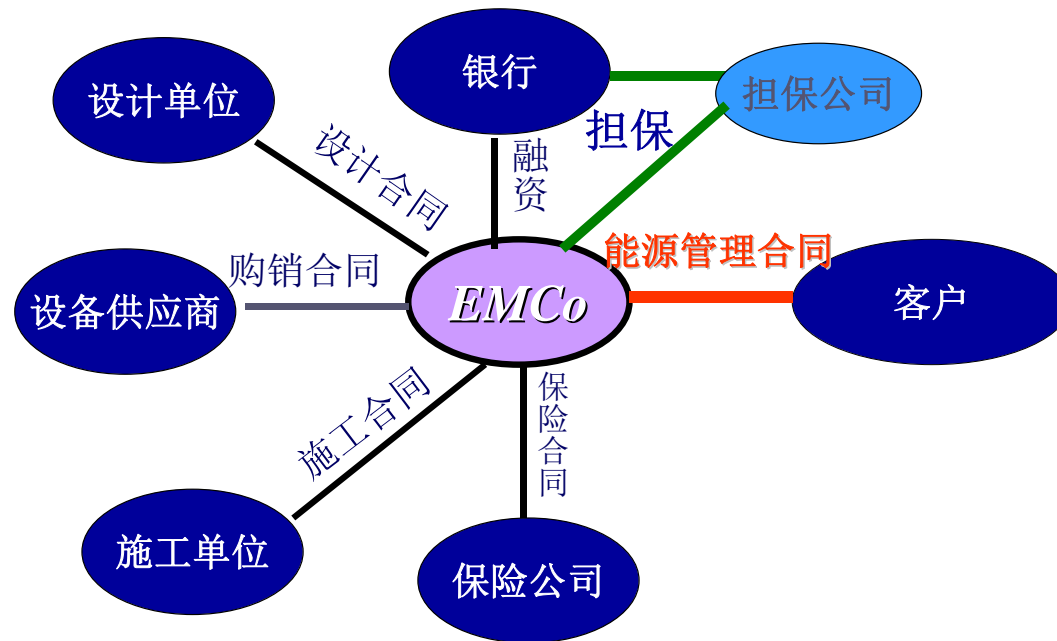 银行
设计单位
担保公司
担保
设计合同
融资
能源管理合同
购销合同
设备供应商
EMCo
客户
施工合同
保险合同
施工单位
保险公司